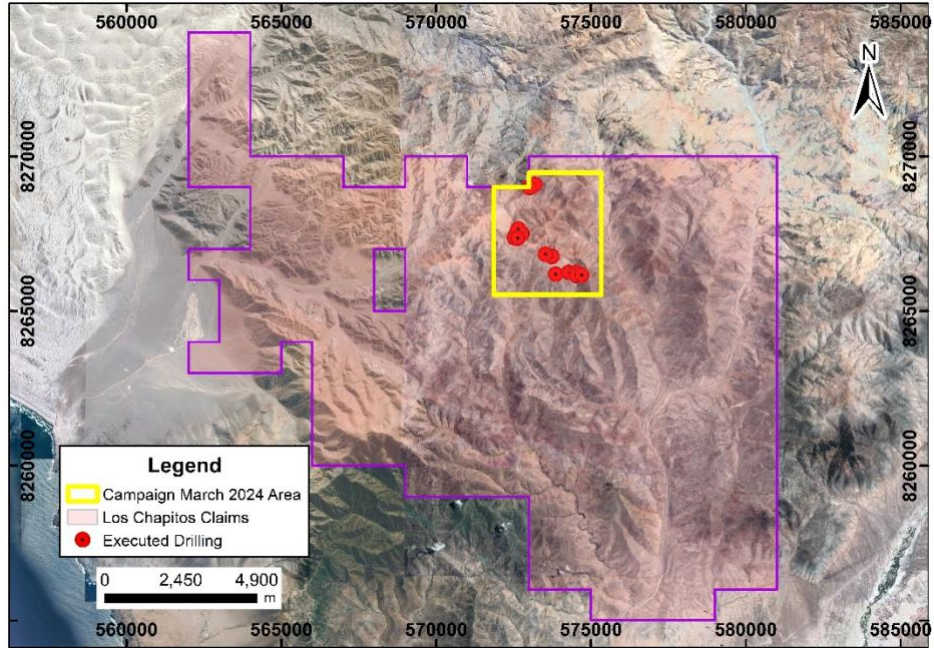 560000 565000 570000 575000 580000 585000
N
8270000 8270000
8265000 8265000
8260000 8260000
Legend
Campaign March 2024 Area
Los Chapitos Claims
Executed Drilling
0 2,450 4,900
m
560000 565000 570000 575000 580000 585000